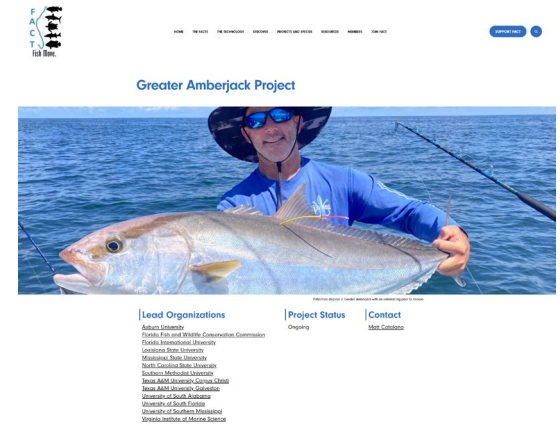 FACT
Fish Move.
HOME THE FACTS THE TECHNOLOGY DISCOVER PROJECTS AND SPECIES RESOURCES MEMBERS JOIN FACT
SUPPORT FACT
Greater Amberjack Project
Lead Organizations
Auburn University
Florida Fish and Wildlife Conservation Commission
Florida International University
Louisiana State University
Mississippi State University
North Carolina State University
Southern Methodist University
Texas A&M University Corpus Christi
Texas A&M University Galveston
University of South Alabama
University of South Florida
University of Southern Mississippi
Virginia Institute of Marine Science
Project Status
Ongoing
Contact
Matt Catalano